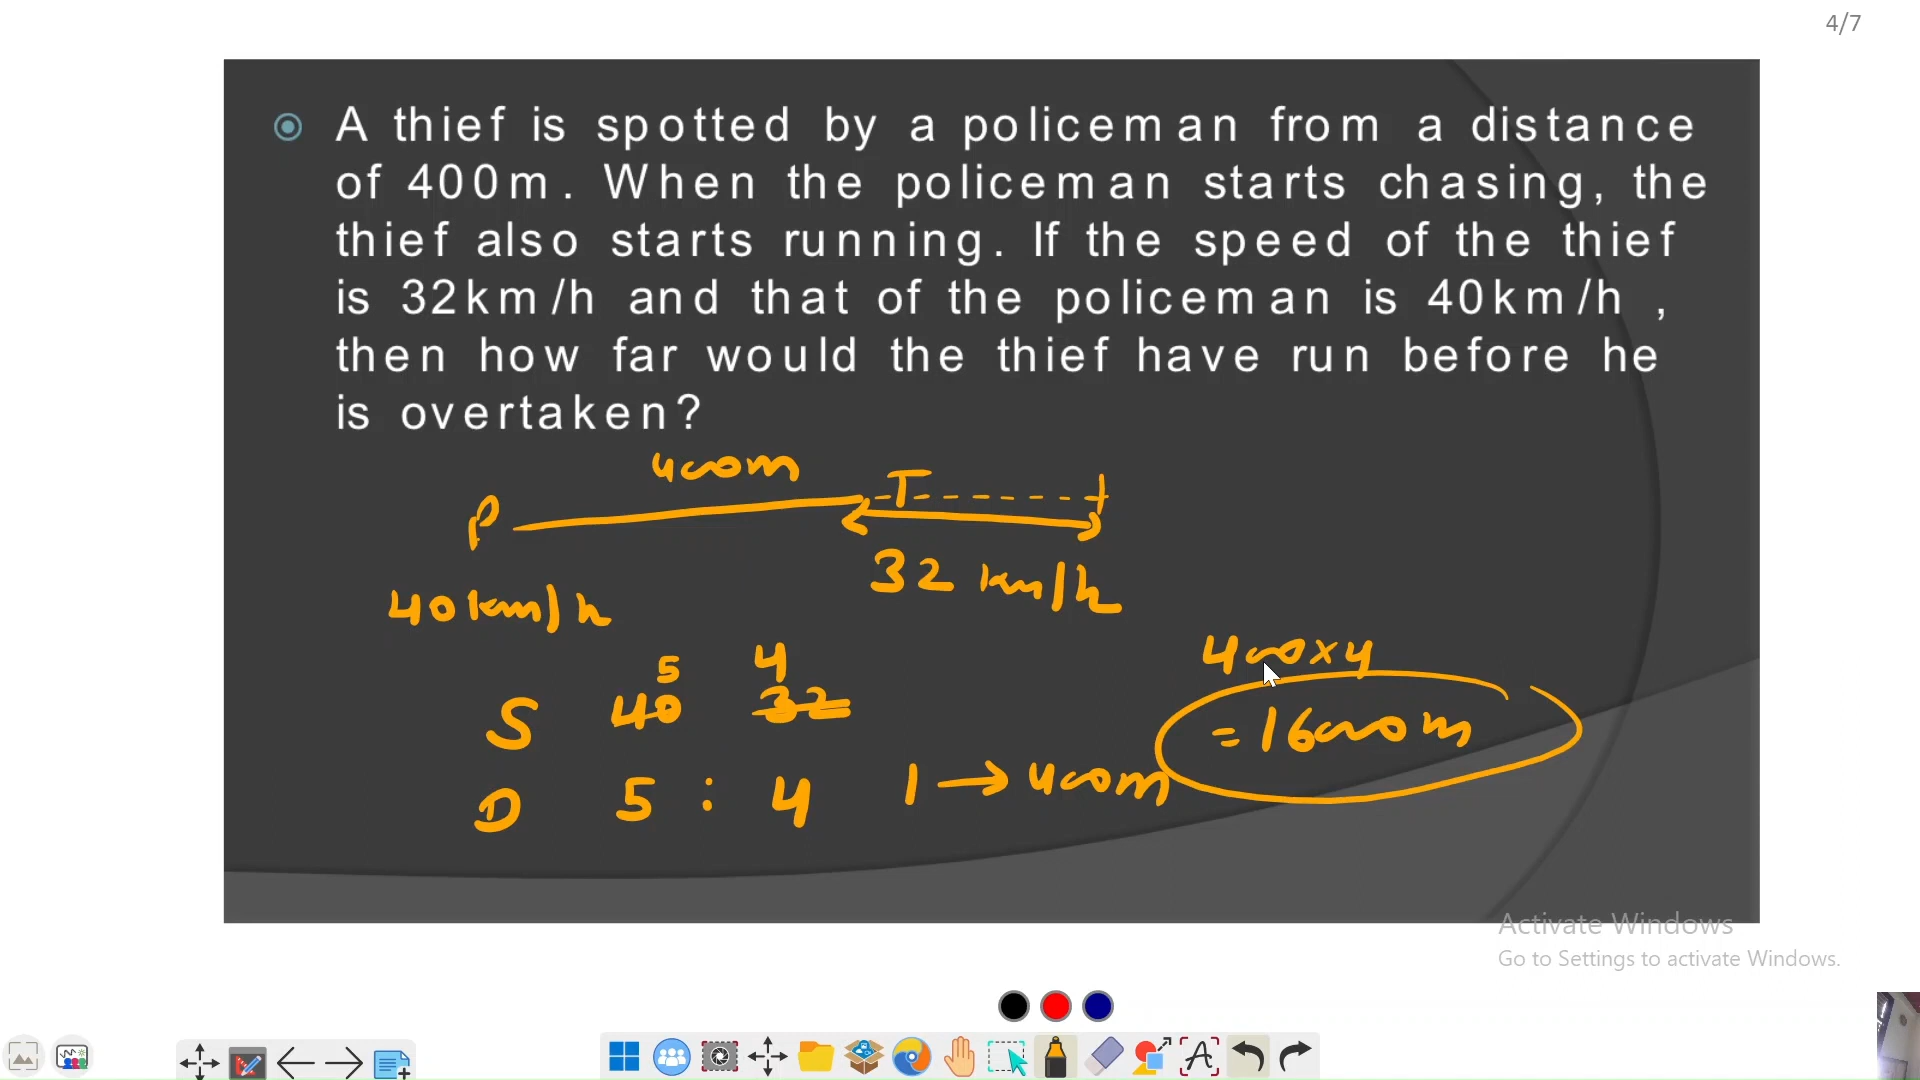 4/7
A thief is spotted by a policeman from a distance
of 400m. When the policeman starts chasing, the
thief also starts running. If the speed of the thief
is 32km/h and that of the policeman is 40km/h ,
then how far would the thief have run before he
is overtaken?
400m
P T
32 km/h
40km/h
400×4
5 4
S 40 32
= 1600m
D 5 : 4 1 → 400m
Activate Windows
Go to Settings to activate Windows.